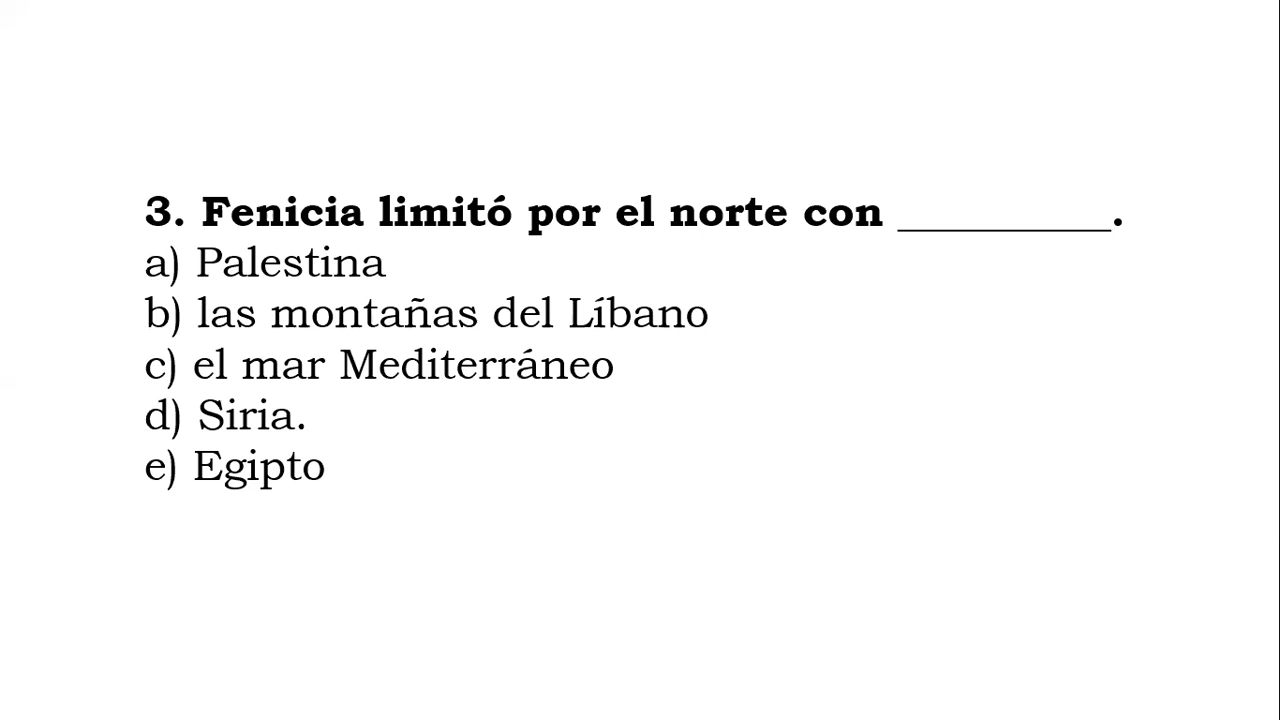 3. Fenicia limitó por el norte con __________.
a) Palestina
b) las montañas del Líbano
c) el mar Mediterráneo
d) Siria.
e) Egipto